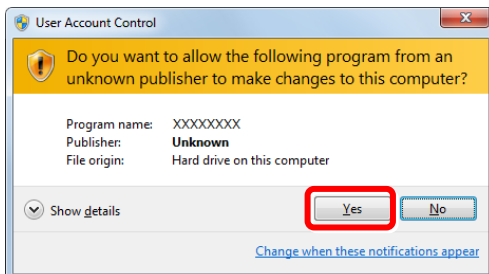 User Account Control
Do you want to allow the following program from an
unknown publisher to make changes to this computer?
Program name: XXXXXXXX
Publisher: Unknown
File origin: Hard drive on this computer
Show details Yes No
Change when these notifications appear